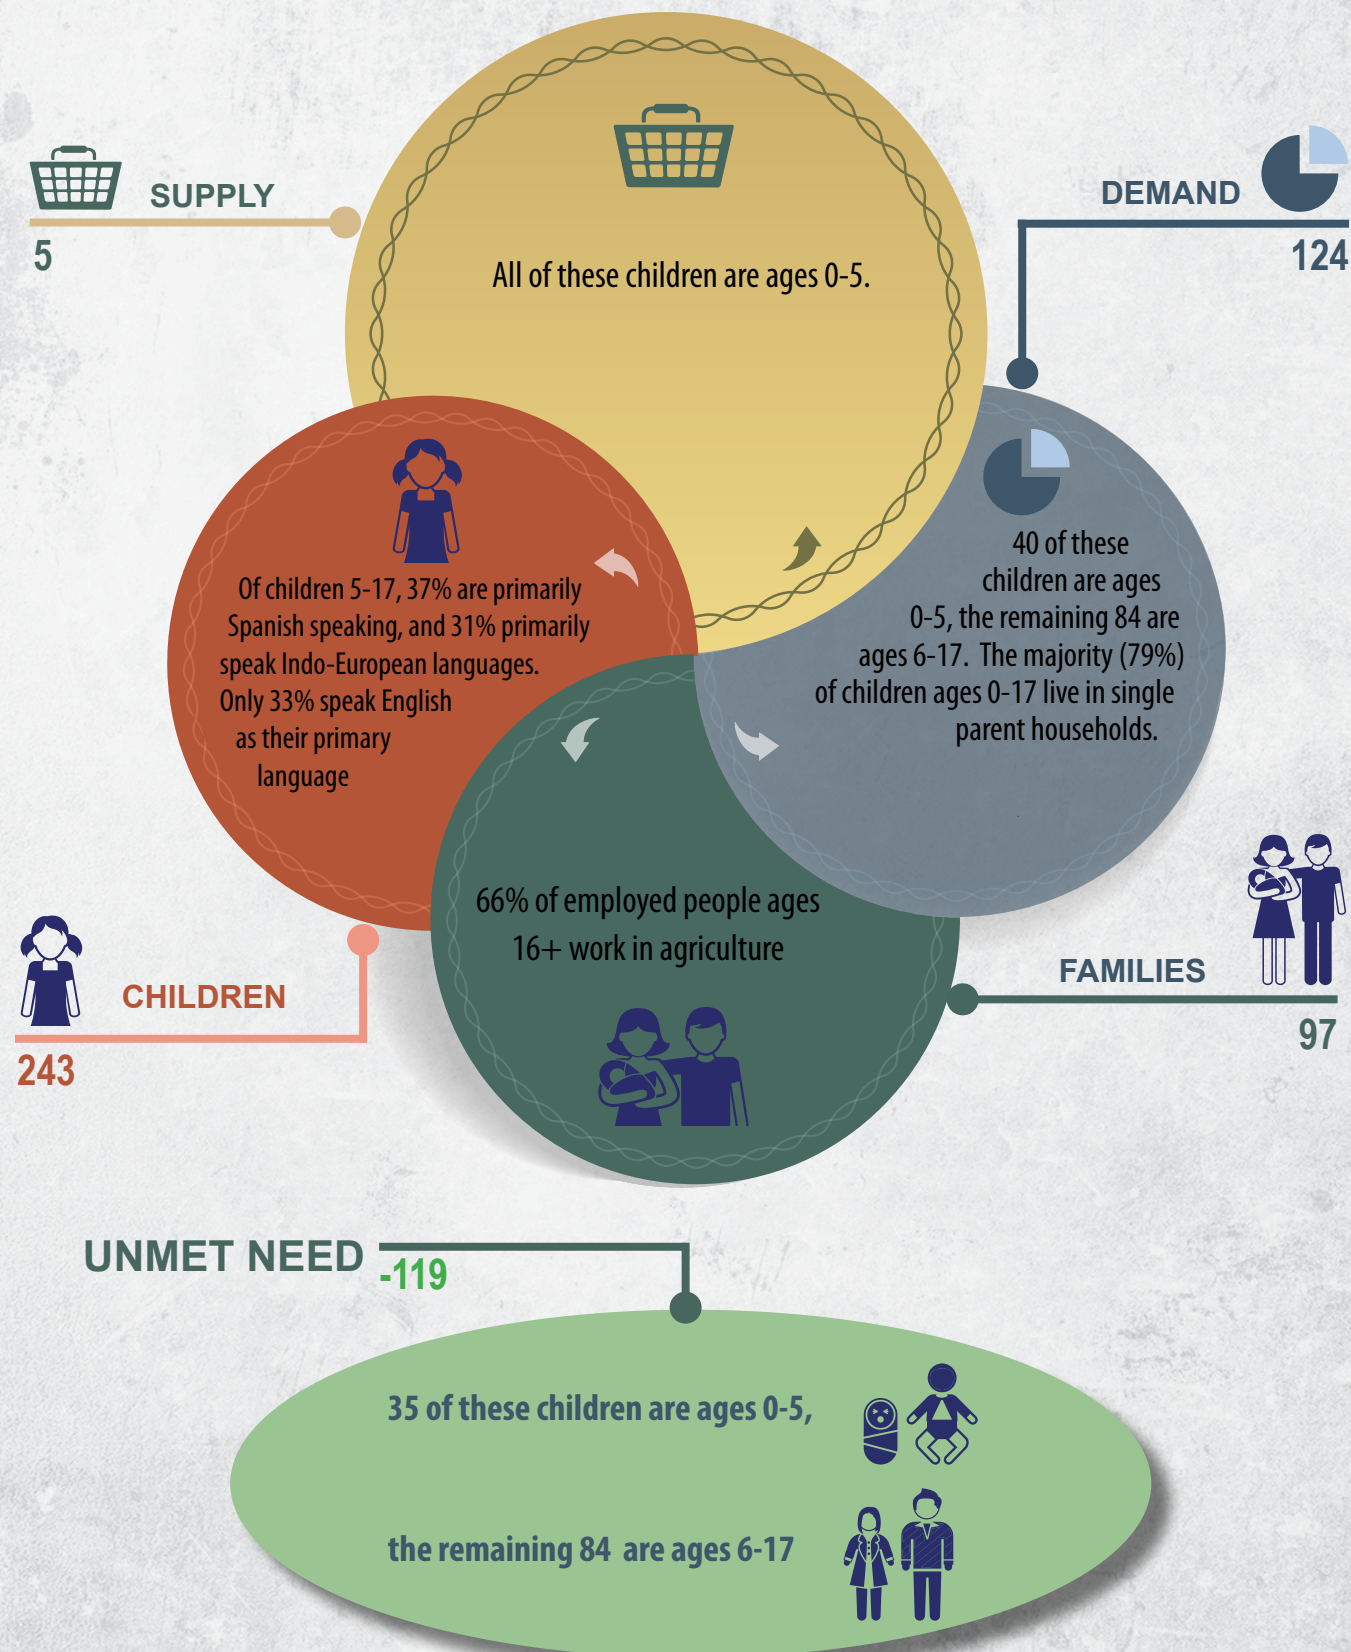 SUPPLY
5
DEMAND
124
All of these children are ages 0-5.
40 of these
children are ages
0-5, the remaining 84 are
ages 6-17. The majority (79%)
of children ages 0-17 live in single
parent households.
Of children 5-17, 37% are primarily
Spanish speaking, and 31% primarily
speak Indo-European languages.
Only 33% speak English
as their primary
language
66% of employed people ages
16+ work in agriculture
CHILDREN
243
FAMILIES
97
UNMET NEED
-119
35 of these children are ages 0-5,
the remaining 84 are ages 6-17